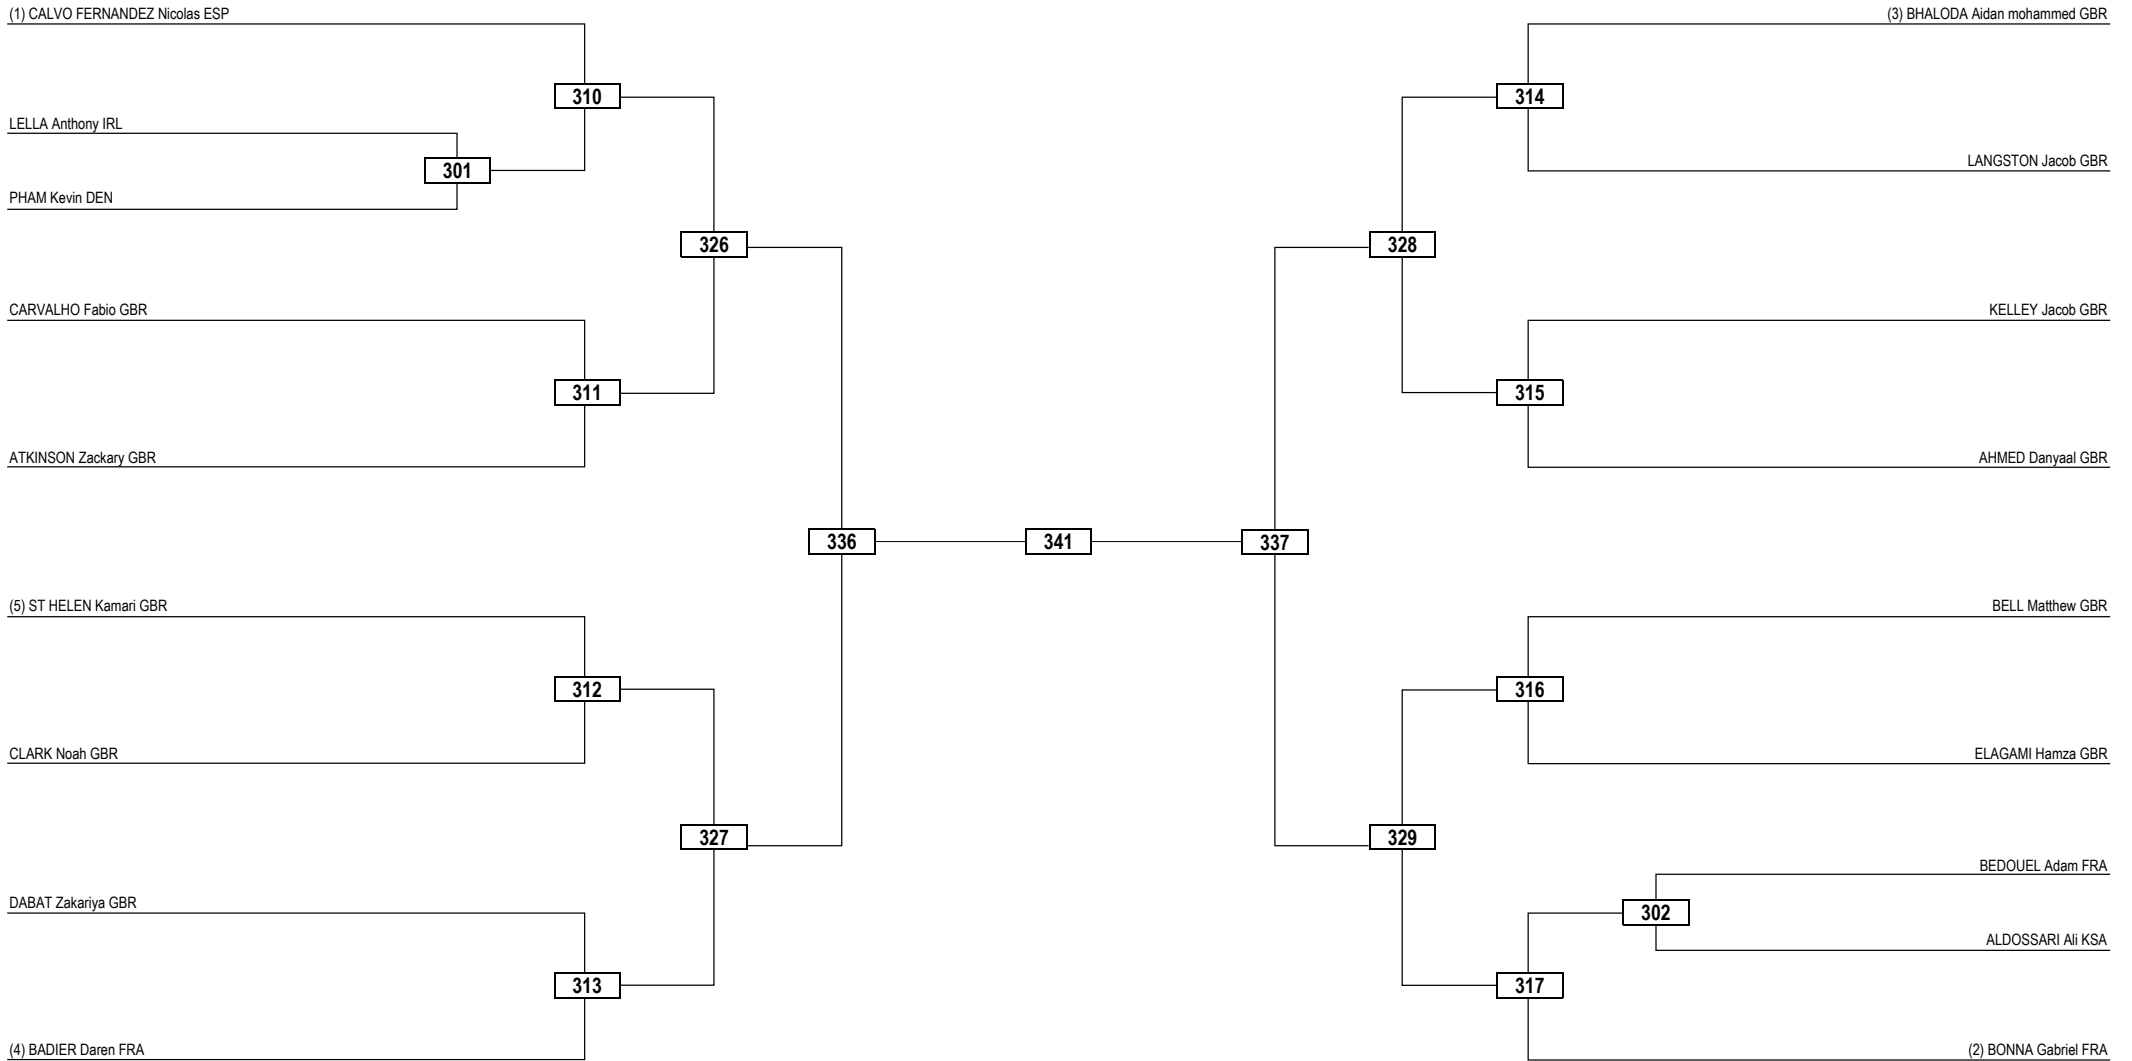 (1) CALVO FERNANDEZ Nicolas ESP
310
LELLA Anthony IRL
301
PHAM Kevin DEN
326
CARVALHO Fabio GBR
311
ATKINSON Zackary GBR
336
(5) ST HELEN Kamari GBR
312
CLARK Noah GBR
327
DABAT Zakariya GBR
313
(4) BADIER Daren FRA
341
(3) BHALODA Aidan mohammed GBR
314
LANGSTON Jacob GBR
328
KELLEY Jacob GBR
315
AHMED Danyaal GBR
337
BELL Matthew GBR
316
ELAGAMI Hamza GBR
329
BEDOUEL Adam FRA
302
ALDOSSARI Ali KSA
317
(2) BONNA Gabriel FRA